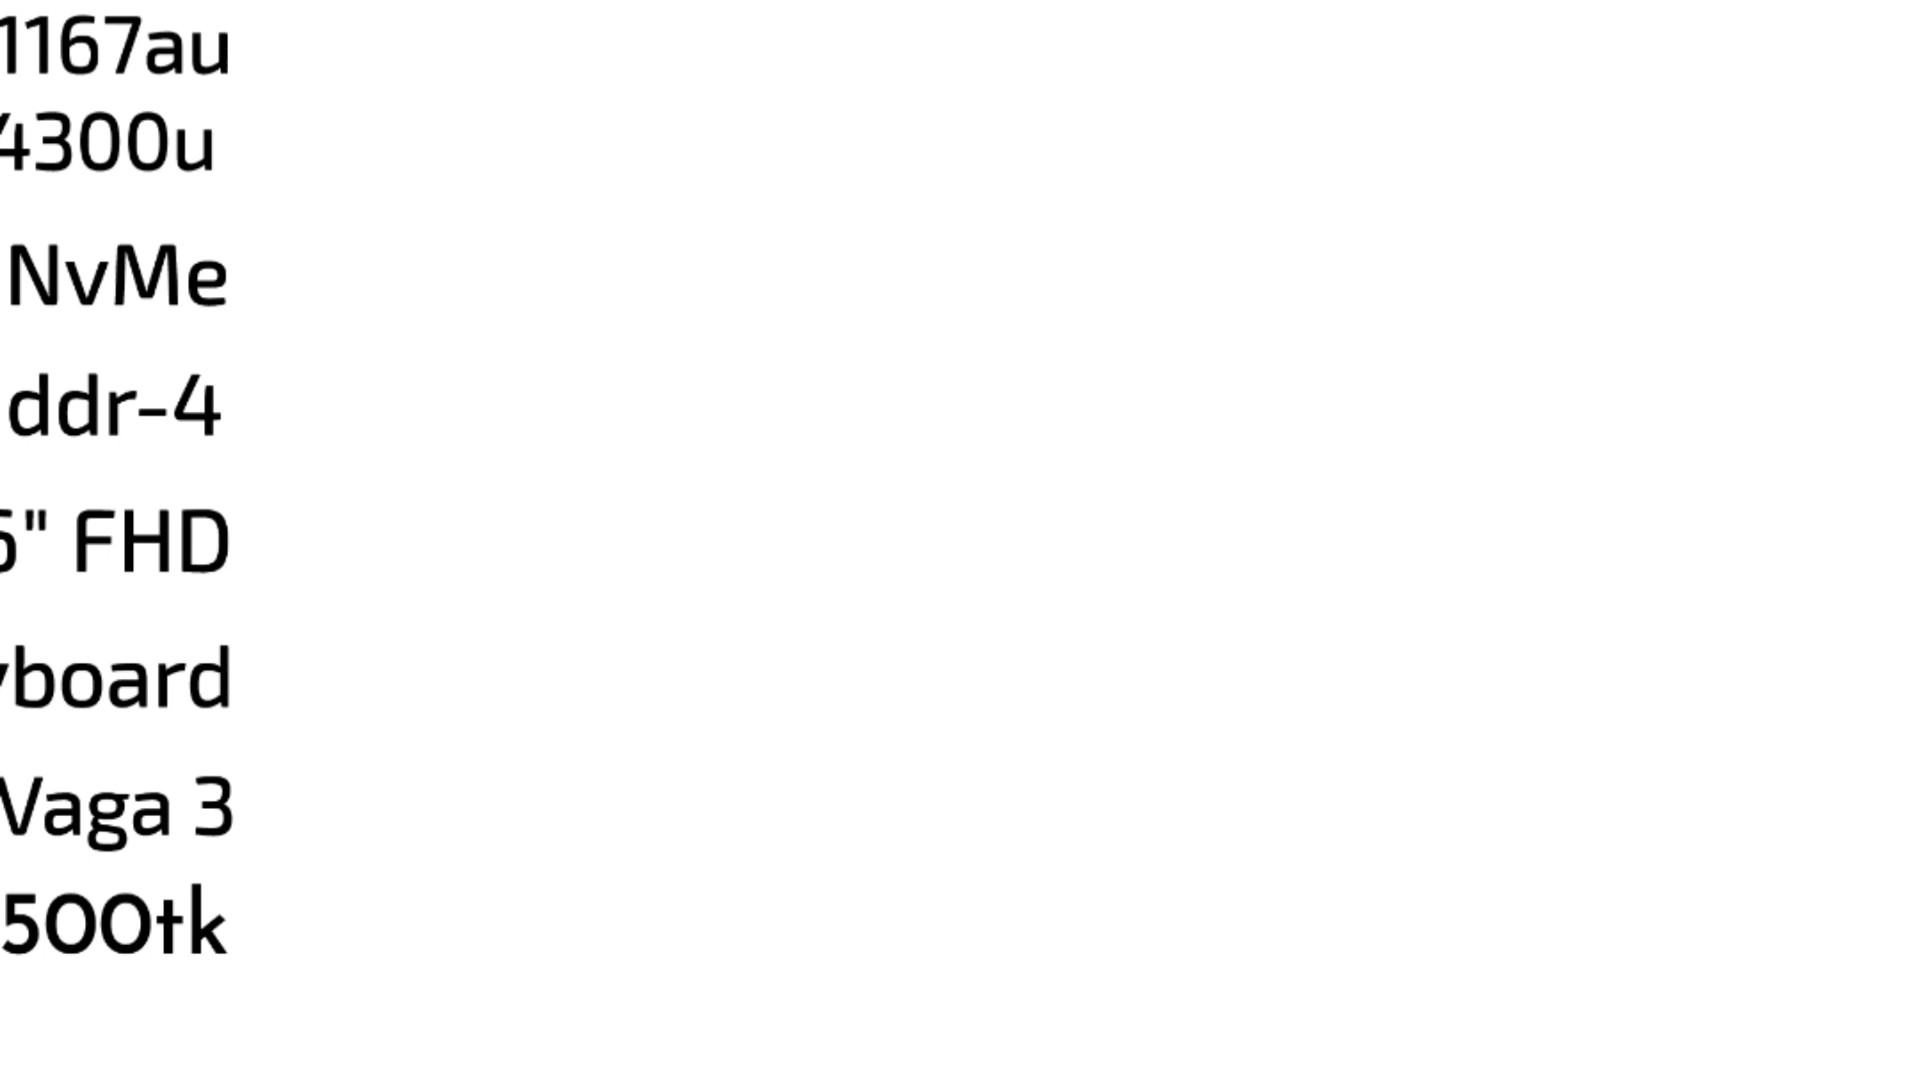 1167au
4300u
NvMe
ddr-4
" FHD
board
Vaga 3
500tk